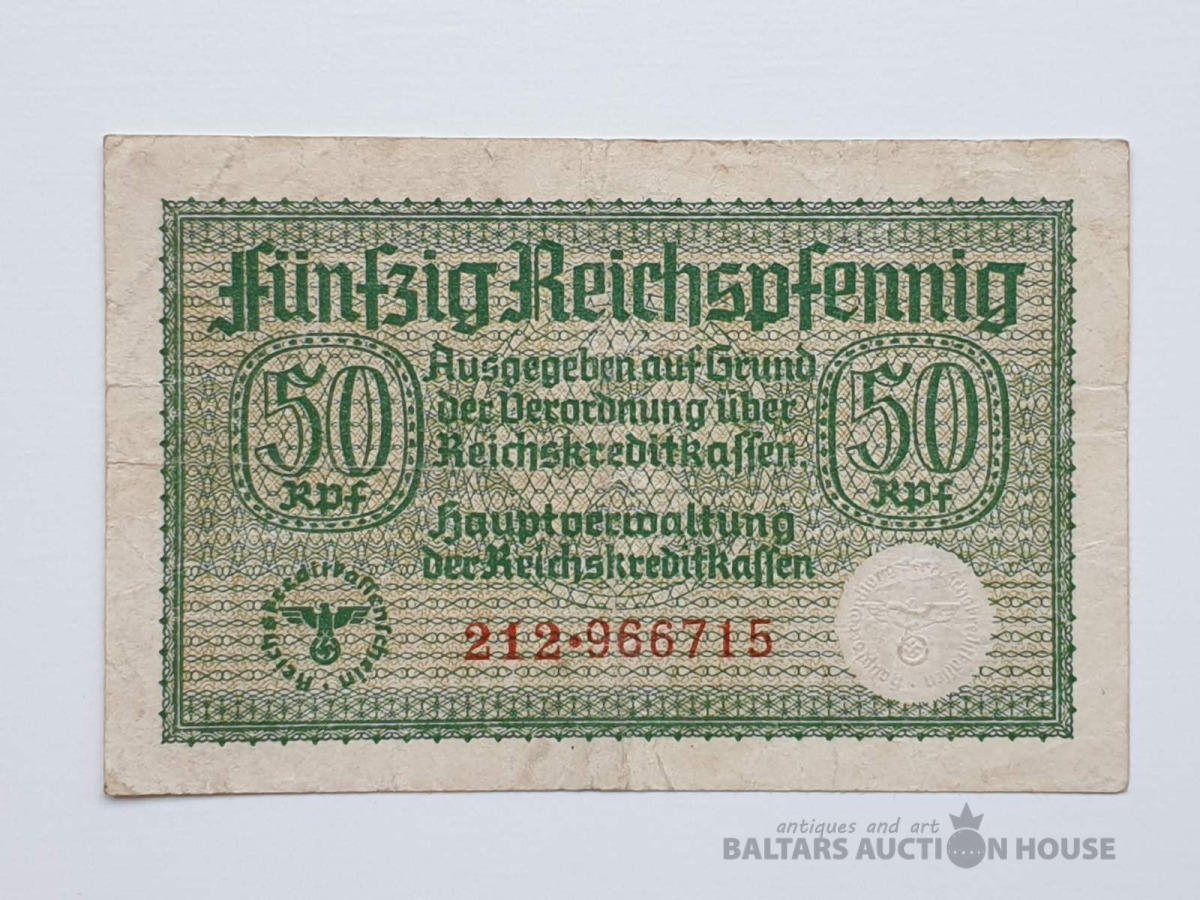 Fünfzig Reichspfennig
50
Rpf
Ausgegeben auf Grund
der Verordnung über
Reichskreditkassen.
Hauptverwaltung
der Reichskreditkassen
50
Rpf
Reichskreditkassenschein
212•966715
antiques and art
BALTARS AUCTION HOUSE